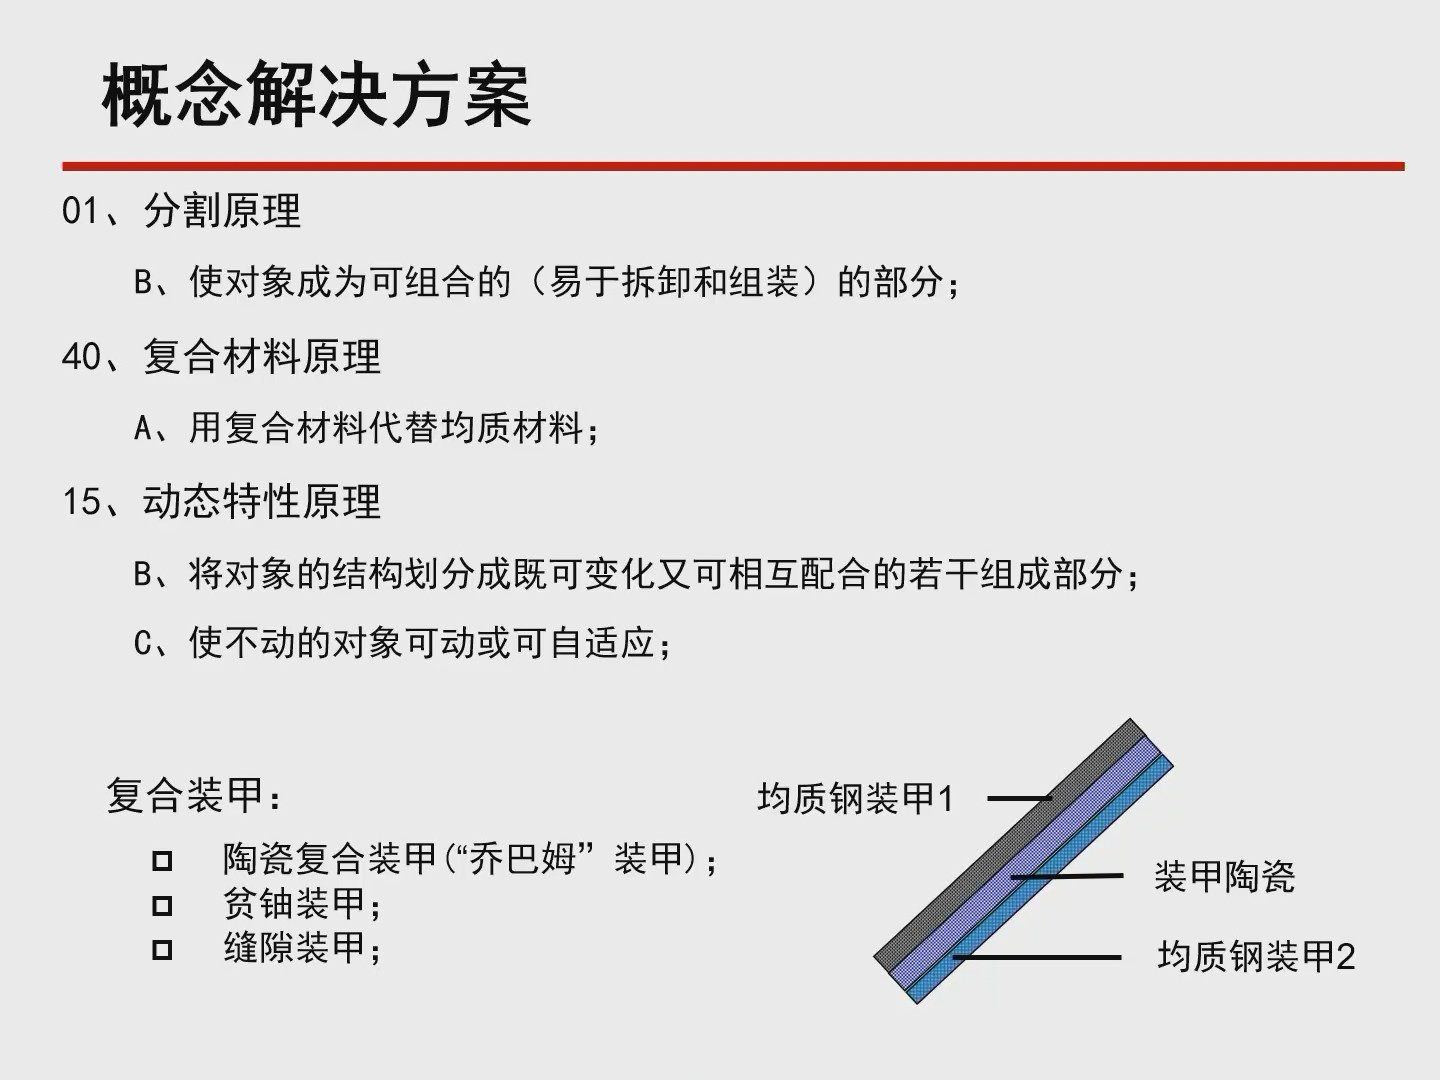 概念解决方案
01、分割原理
B、使对象成为可组合的（易于拆卸和组装）的部分；
40、复合材料原理
A、用复合材料代替均质材料；
15、动态特性原理
B、将对象的结构划分成既可变化又可相互配合的若干组成部分；
C、使不动的对象可动或可自适应；
复合装甲：
陶瓷复合装甲(“乔巴姆”装甲)；
贫铀装甲；
缝隙装甲；
均质钢装甲1
装甲陶瓷
均质钢装甲2